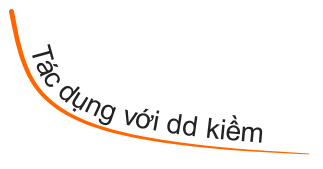 Tác dụng với dd kiềm